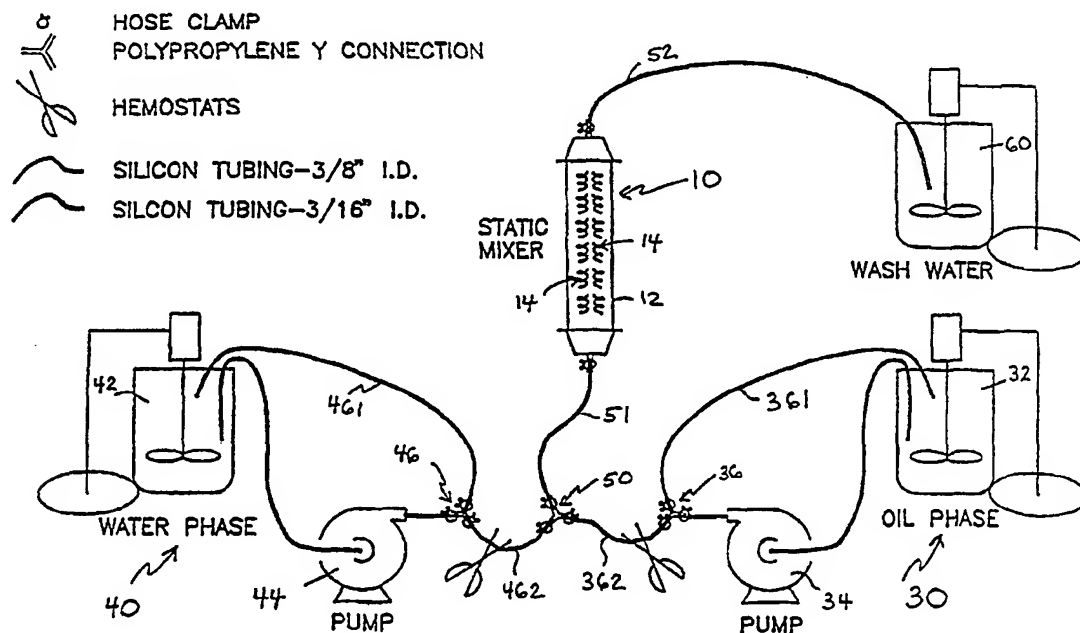 HOSE CLAMP
POLYPROPYLENE Y CONNECTION
HEMOSTATS
SILICON TUBING-3/8" I.D.
SILCON TUBING-3/16" I.D.
52
60
10
STATIC
MIXER
14
14
12
WASH WATER
42
461
51
361
32
46
50
36
WATER PHASE
OIL PHASE
40
44
462
362
34
30
PUMP
PUMP